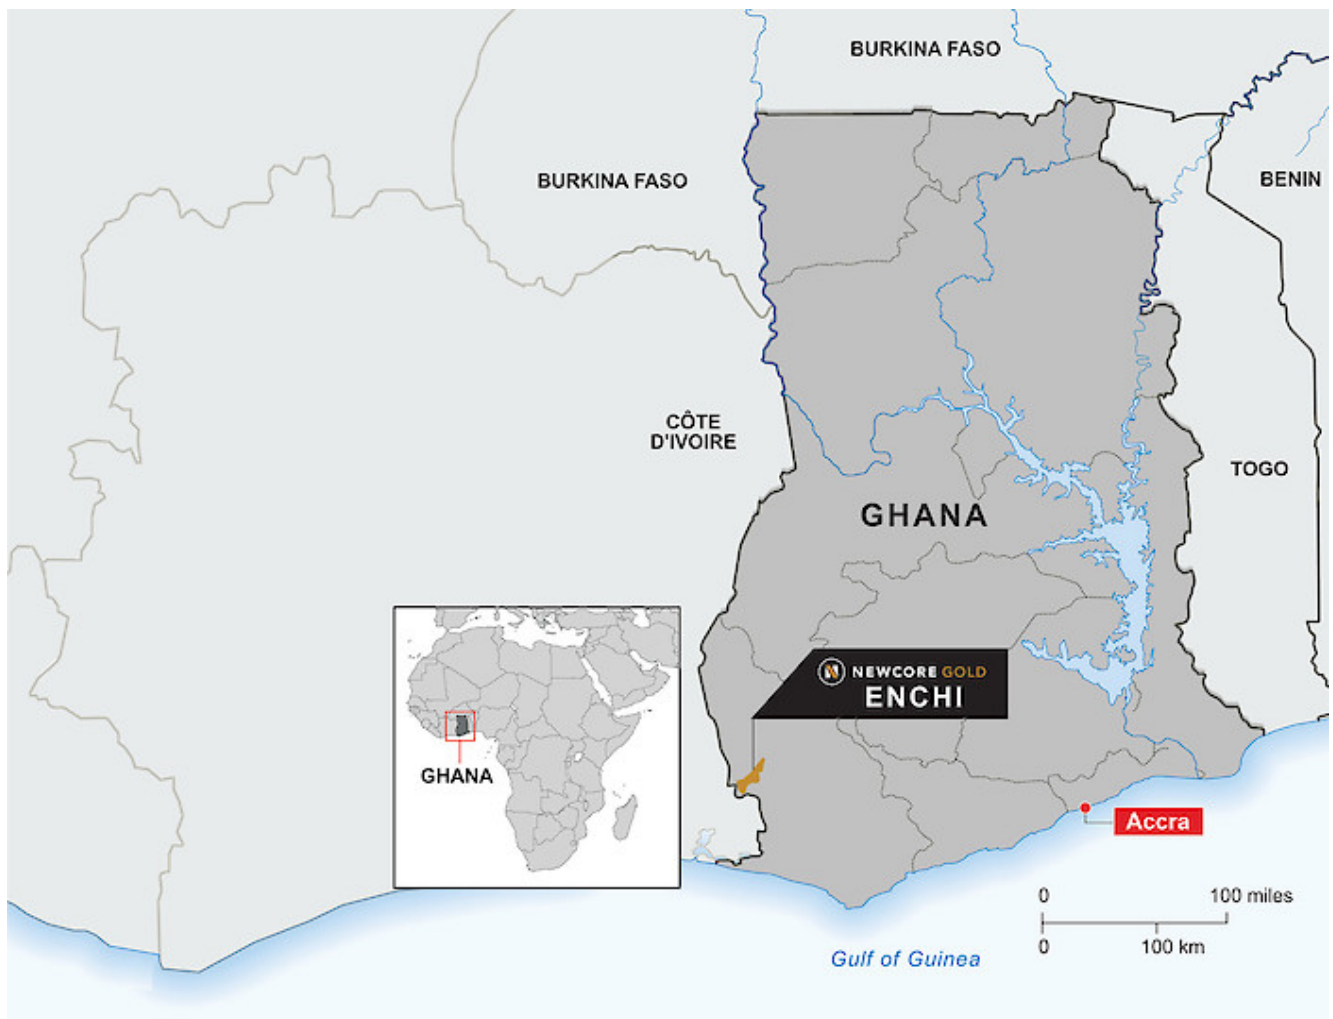 BURKINA FASO
BURKINA FASO
BENIN
CÔTE
D'IVOIRE
TOGO
GHANA
NEWCORE GOLD
ENCHI
GHANA
Accra
0 100 miles
0 100 km
Gulf of Guinea